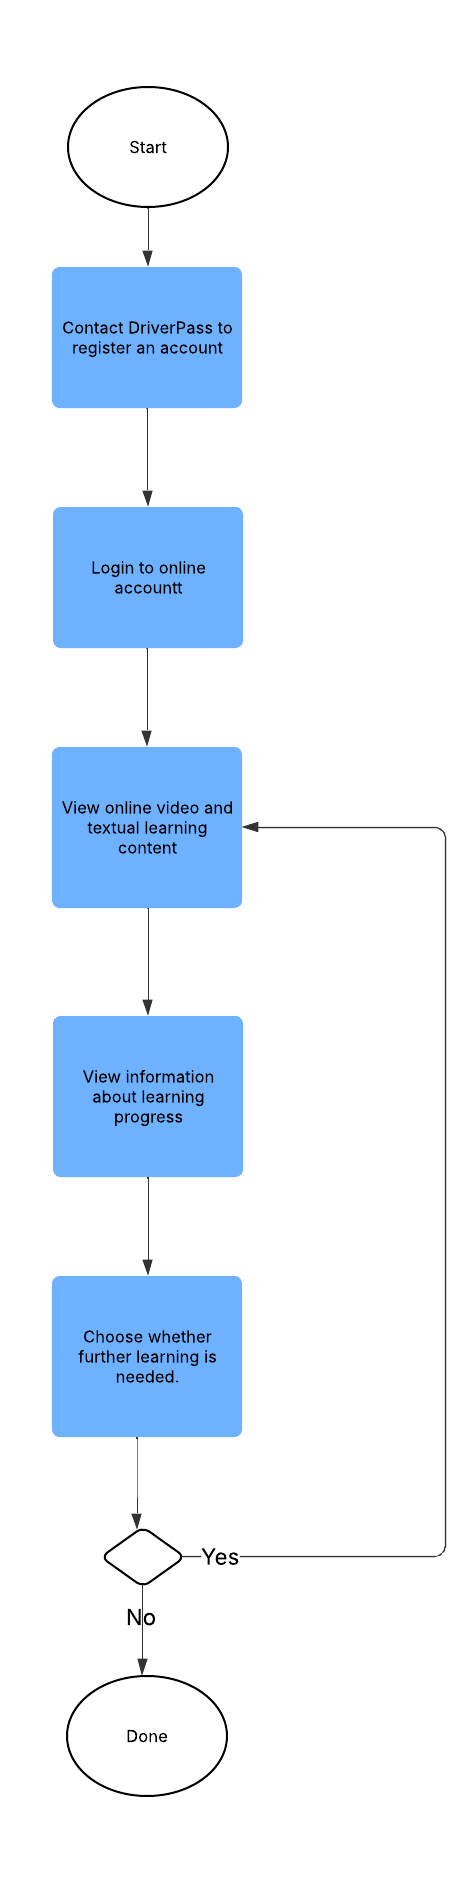 Start
Contact DriverPass to
register an account
Login to online
accountt
View online video and
textual learning
content
View information
about learning
progress
Choose whether
further learning is
needed.
Yes
No
Done